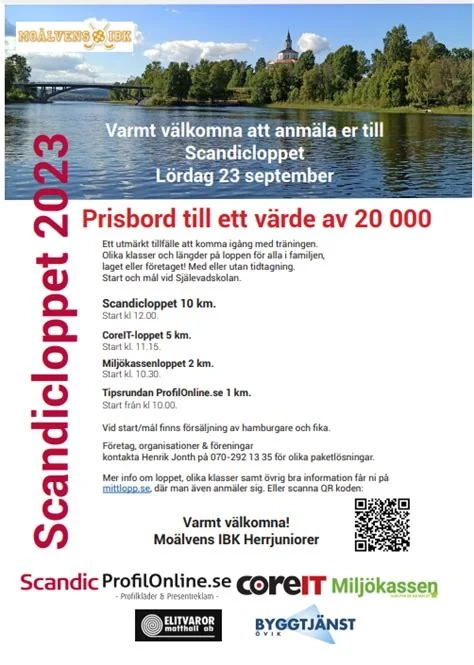 MOÄLVENS IBK
Varmt välkomna att anmäla er till
Scandicloppet
Lördag 23 september
Scandicloppet 2023
Prisbord till ett värde av 20 000
Ett utmärkt tillfälle att komma igång med träningen.
Olika klasser och längder på loppen för alla i familjen,
laget eller företaget! Med eller utan tidtagning.
Start och mål vid Själevadskolan.
Scandicloppet 10 km.
Start kl 12.00.
CoreIT-loppet 5 km.
Start kl. 11.15.
Miljökassenloppet 2 km.
Start kl. 10.30.
Tipsrundan ProfilOnline.se 1 km.
Start från kl 10.00.
Vid start/mål finns försäljning av hamburgare och fika.
Företag, organisationer & föreningar
kontakta Henrik Jonth på 070-292 13 35 för olika paketlösningar.
Mer info om loppet, olika klasser samt övrig bra information får ni på
mittlopp.se, där man även anmäler sig. Eller scanna QR koden:
Varmt välkomna!
Moälvens IBK Herrjuniorer
Scandic ProfilOnline.se coreIT Miljökassen
- Profilkläder & Presentreklam -
ELITVAROR
matthall ab
BYGGTJÄNST
ÖVIK